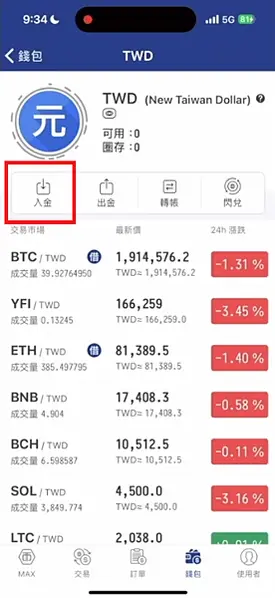 9:34
5G 81
錢包
TWD
元
TWD (New Taiwan Dollar)
可用：0
圈存：0
入金
出金
轉帳
閃兌
交易市場 最新價 24h 漲跌
BTC / TWD 借 1,914,576.2 -1.31 %
成交量 39.92764950 TWD≈ 1,914,576.2
YFI / TWD 166,259 -3.45 %
成交量 0.13245 TWD≈ 166,259.0
ETH / TWD 借 81,389.5 -1.40 %
成交量 385.497795 TWD≈ 81,389.5
BNB / TWD 17,408.3 -0.58 %
成交量 4.904 TWD≈ 17,408.3
BCH / TWD 10,512.5 -0.11 %
成交量 6.598587 TWD≈ 10,512.5
SOL / TWD 4,500.0 -3.16 %
成交量 3,849.774 TWD≈ 4,500.0
LTC / TWD 2,038.0
MAX
交易
訂單
錢包
使用者